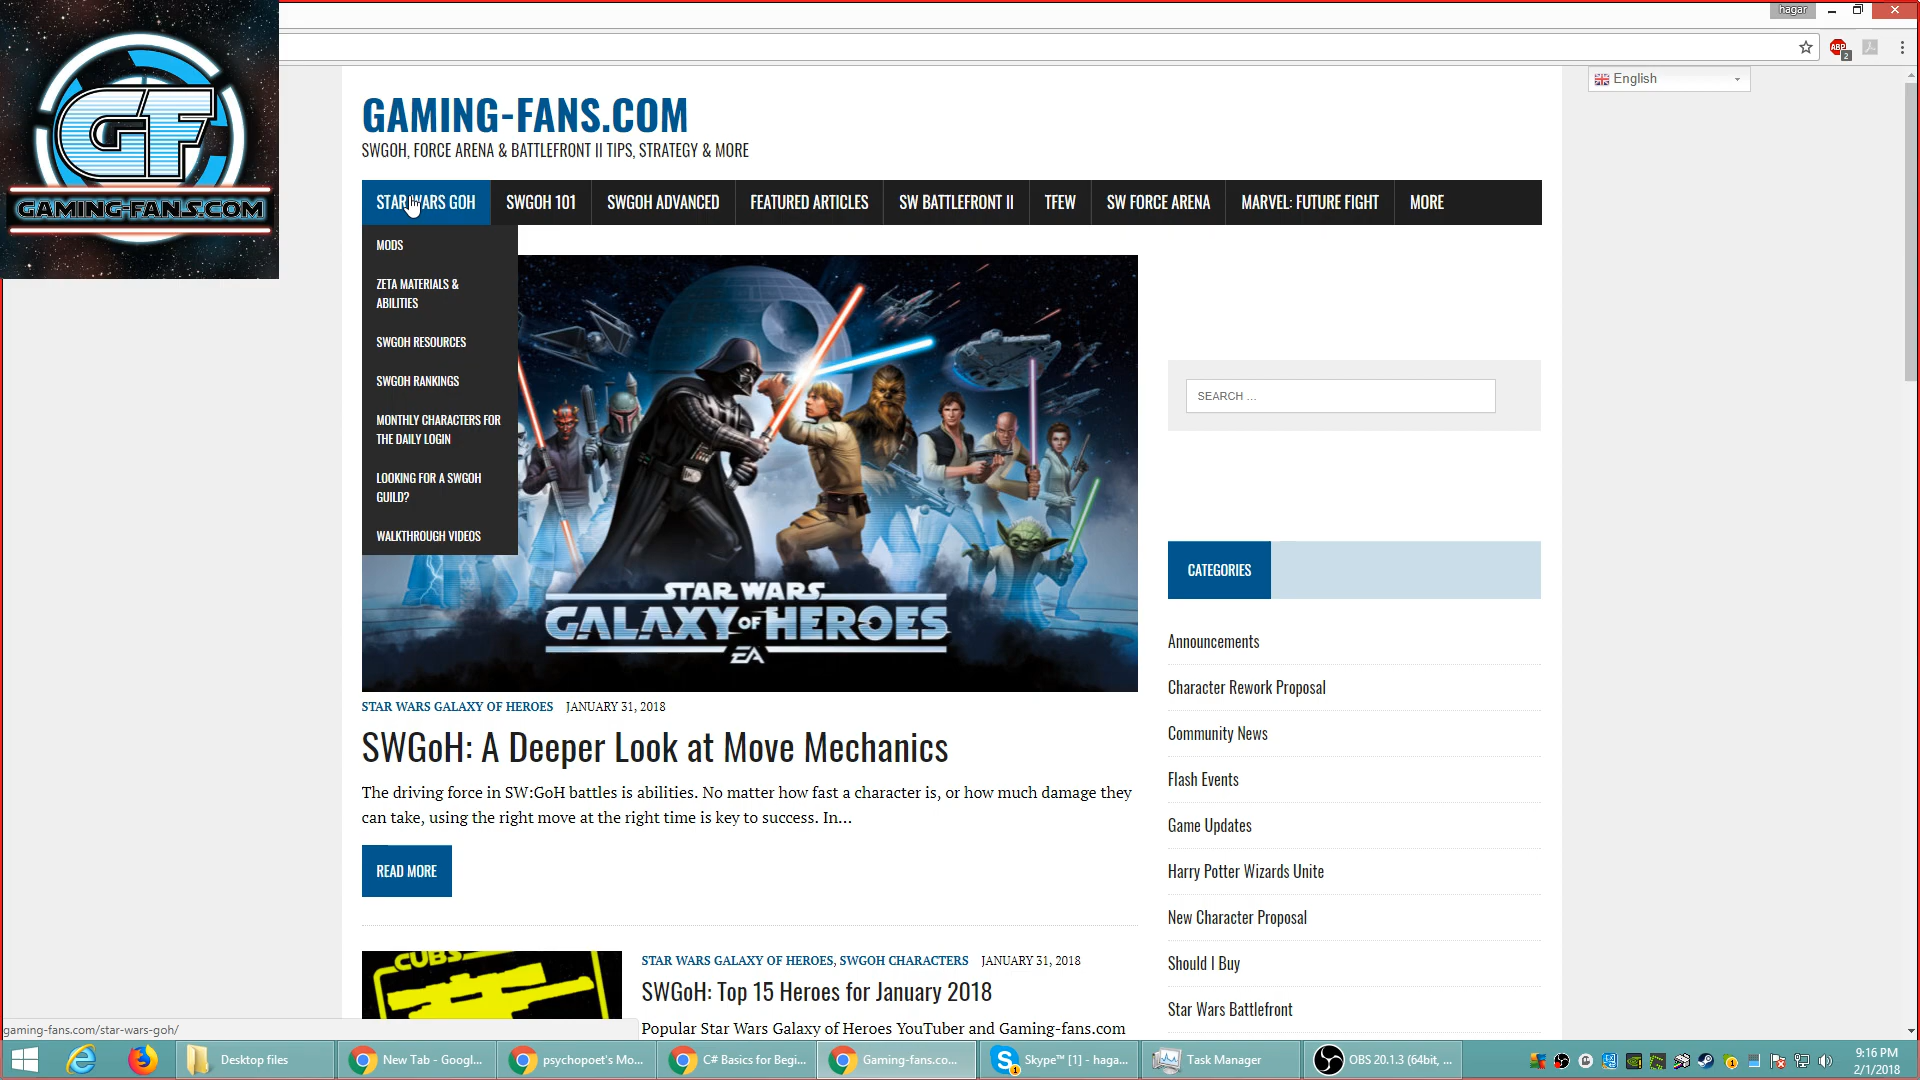 hagar
GF
GAMING-FANS.COM
ABP
2
English
GAMING-FANS.COM
SWGOH, FORCE ARENA & BATTLEFRONT II TIPS, STRATEGY & MORE
STAR WARS GOH SWGOH 101 SWGOH ADVANCED FEATURED ARTICLES SW BATTLEFRONT II TFEW SW FORCE ARENA MARVEL: FUTURE FIGHT MORE
MODS
ZETA MATERIALS &
ABILITIES
SWGOH RESOURCES
SWGOH RANKINGS
MONTHLY CHARACTERS FOR
THE DAILY LOGIN
LOOKING FOR A SWGOH
GUILD?
WALKTHROUGH VIDEOS
STAR WARS
GALAXY OF HEROES
EA
STAR WARS GALAXY OF HEROES JANUARY 31, 2018
SWGoH: A Deeper Look at Move Mechanics
The driving force in SW:GoH battles is abilities. No matter how fast a character is, or how much damage they
can take, using the right move at the right time is key to success. In…
READ MORE
CUBS
STAR WARS GALAXY OF HEROES, SWGOH CHARACTERS JANUARY 31, 2018
SWGoH: Top 15 Heroes for January 2018
Popular Star Wars Galaxy of Heroes YouTuber and Gaming-fans.com
SEARCH …
CATEGORIES
Announcements
Character Rework Proposal
Community News
Flash Events
Game Updates
Harry Potter Wizards Unite
New Character Proposal
Should I Buy
Star Wars Battlefront
gaming-fans.com/star-wars-goh/
Desktop files
New Tab - Googl...
psychopoet's Mo...
C# Basics for Begi...
Gaming-fans.co...
Skype™ [1] - haga...
Task Manager
OBS 20.1.3 (64bit, ...
9:16 PM
2/1/2018